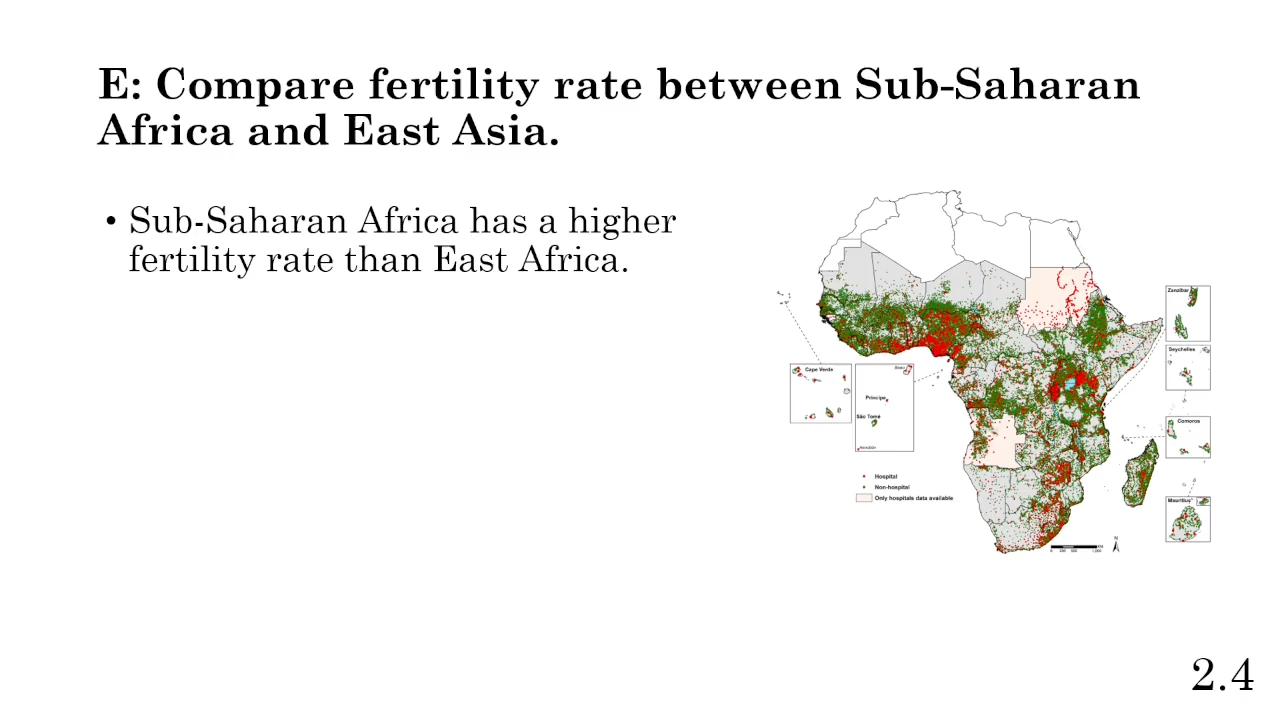 E: Compare fertility rate between Sub-Saharan
Africa and East Asia.
• Sub-Saharan Africa has a higher
fertility rate than East Africa.
Zanzibar
Seychelles
Cape Verde
Príncipe
São Tomé
Comoros
Hospital
Non-hospital
Only hospitals data available
Mauritius
N
2.4